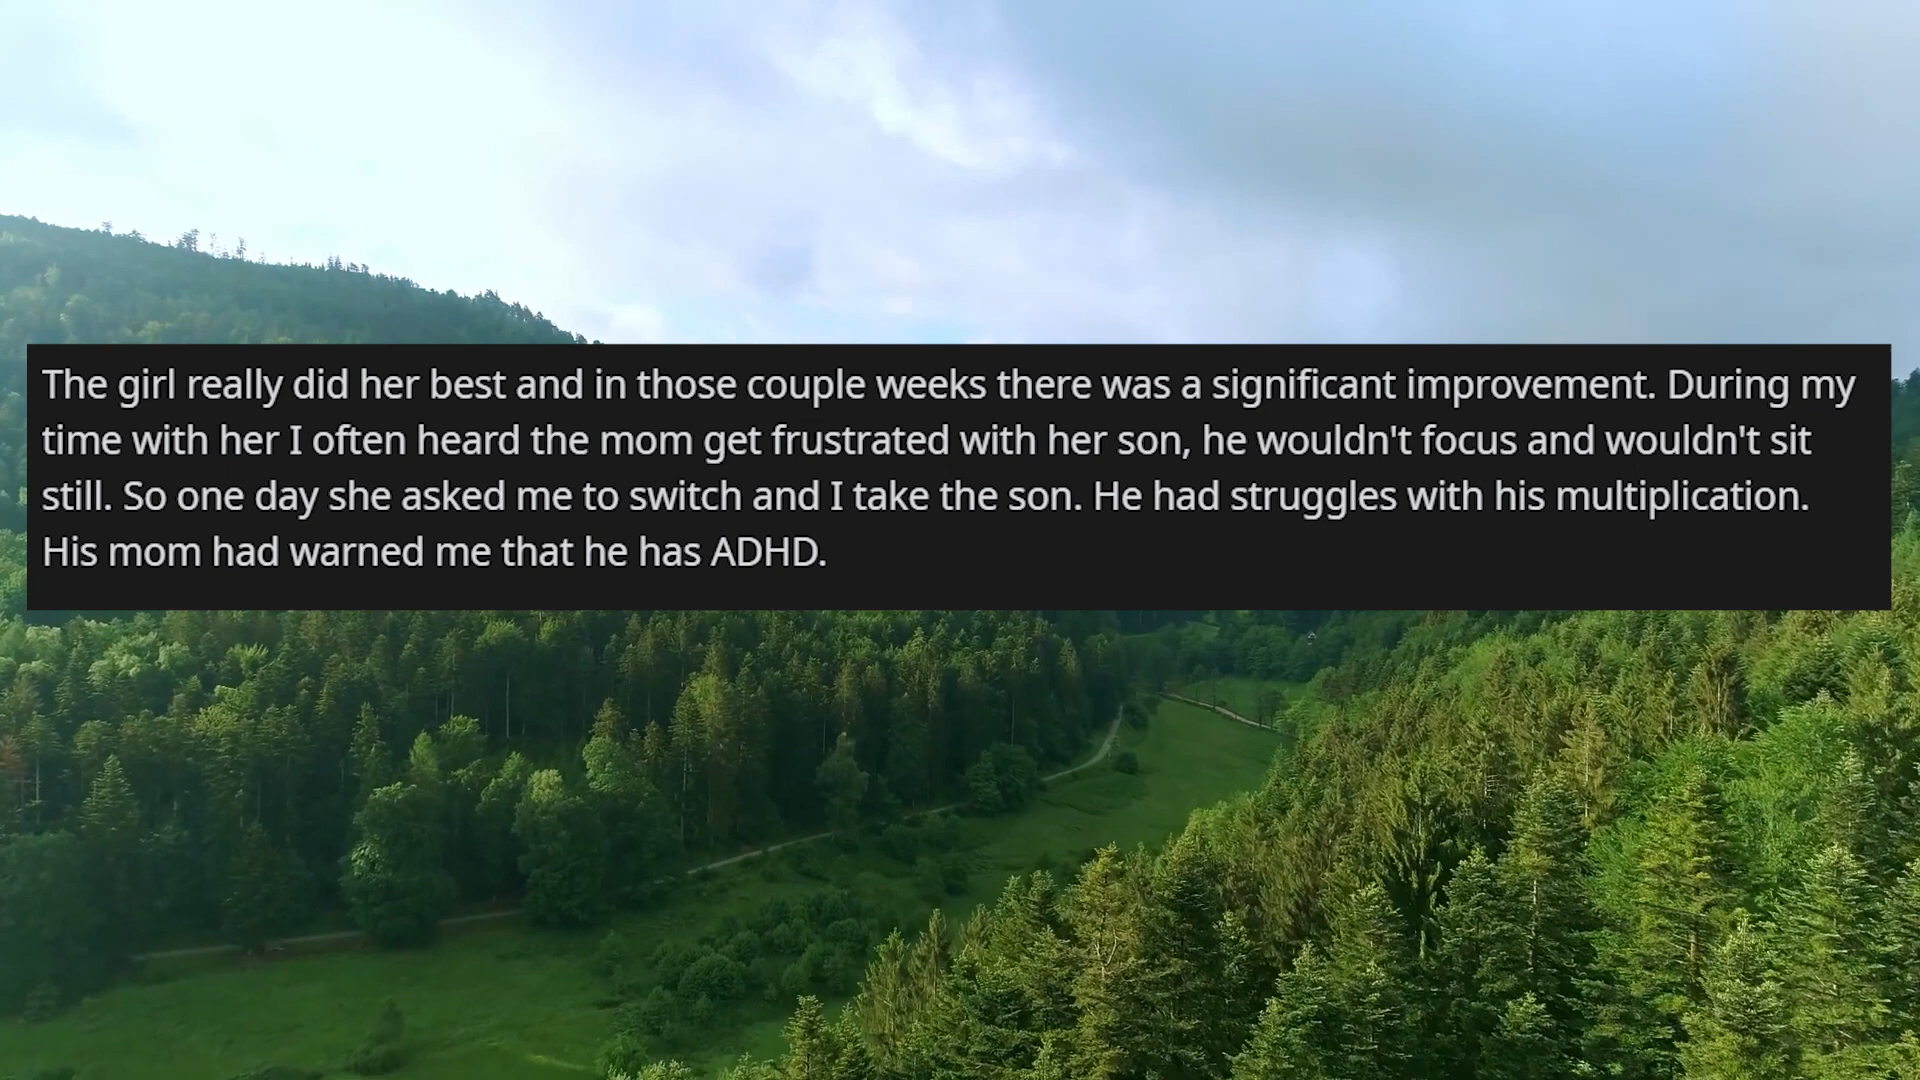 The girl really did her best and in those couple weeks there was a significant improvement. During my
time with her I often heard the mom get frustrated with her son, he wouldn't focus and wouldn't sit
still. So one day she asked me to switch and I take the son. He had struggles with his multiplication.
His mom had warned me that he has ADHD.